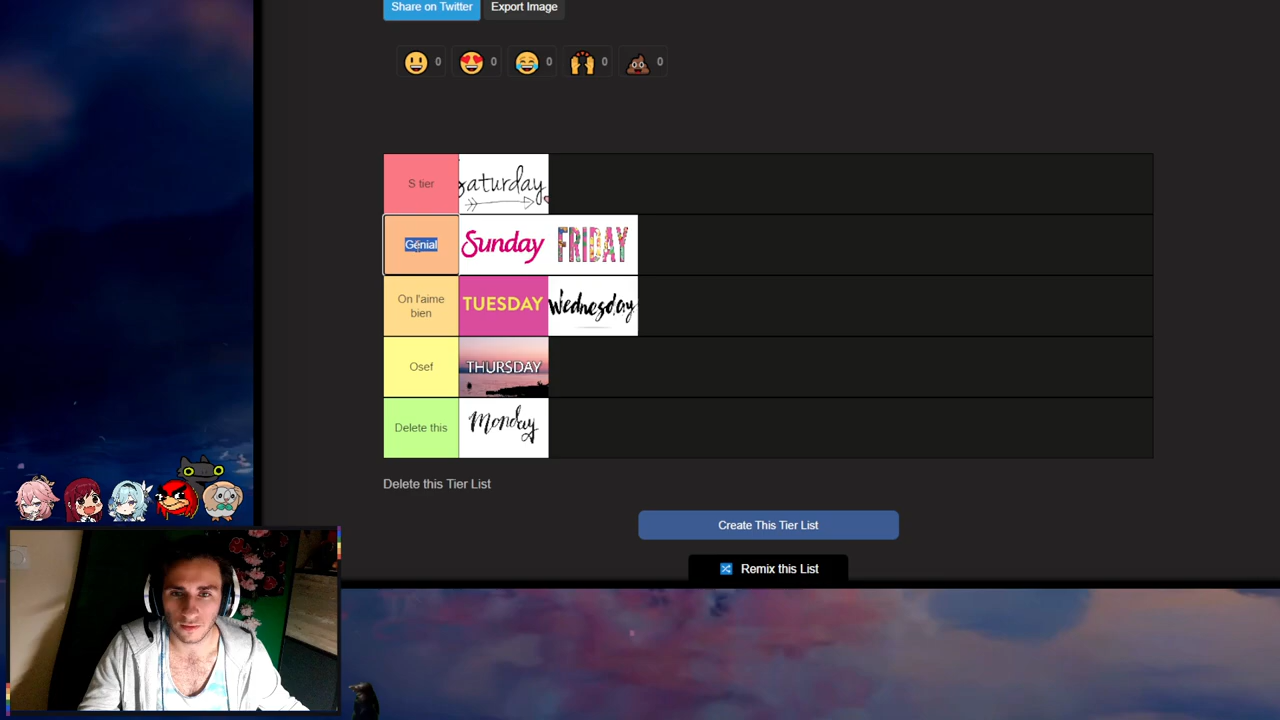 Share on Twitter Export Image
0 0 0 0 0
S tier Saturday
Génial Sunday FRIDAY
On l'aime
bien TUESDAY Wednesday
Osef THURSDAY
Delete this Monday
Delete this Tier List
Create This Tier List
Remix this List